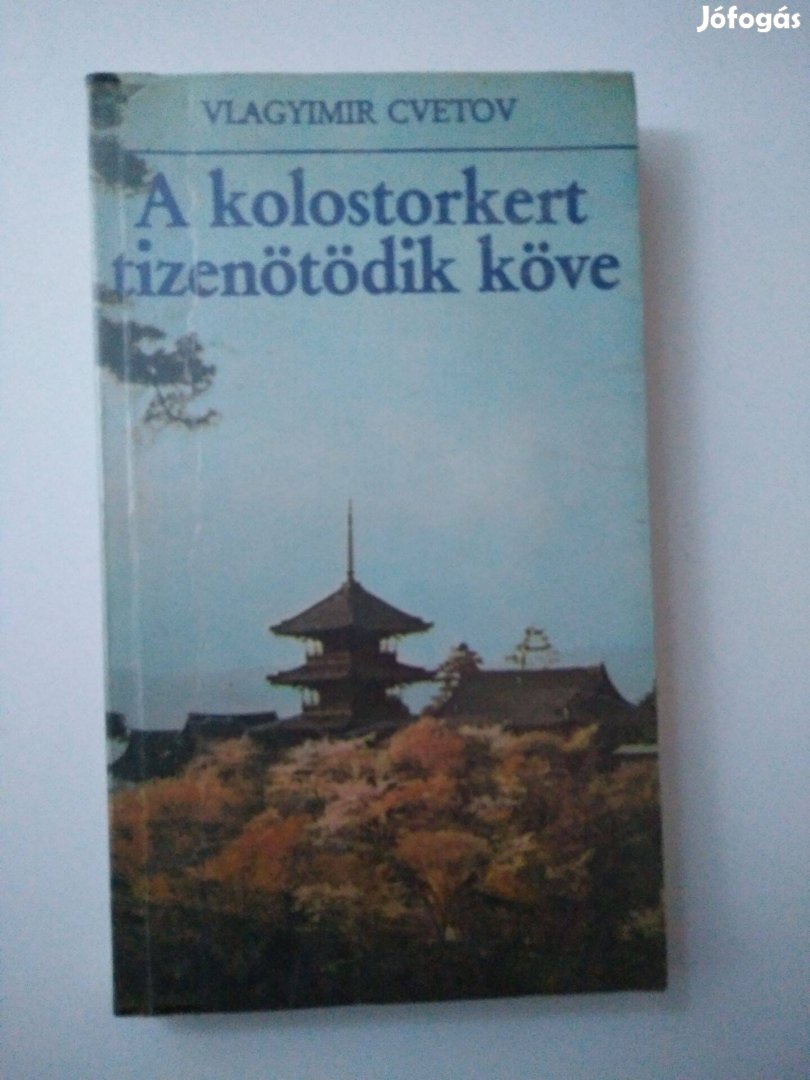 Jófogás
VLAGYIMIR CVETOV
A kolostorkert
tizenötödik köve